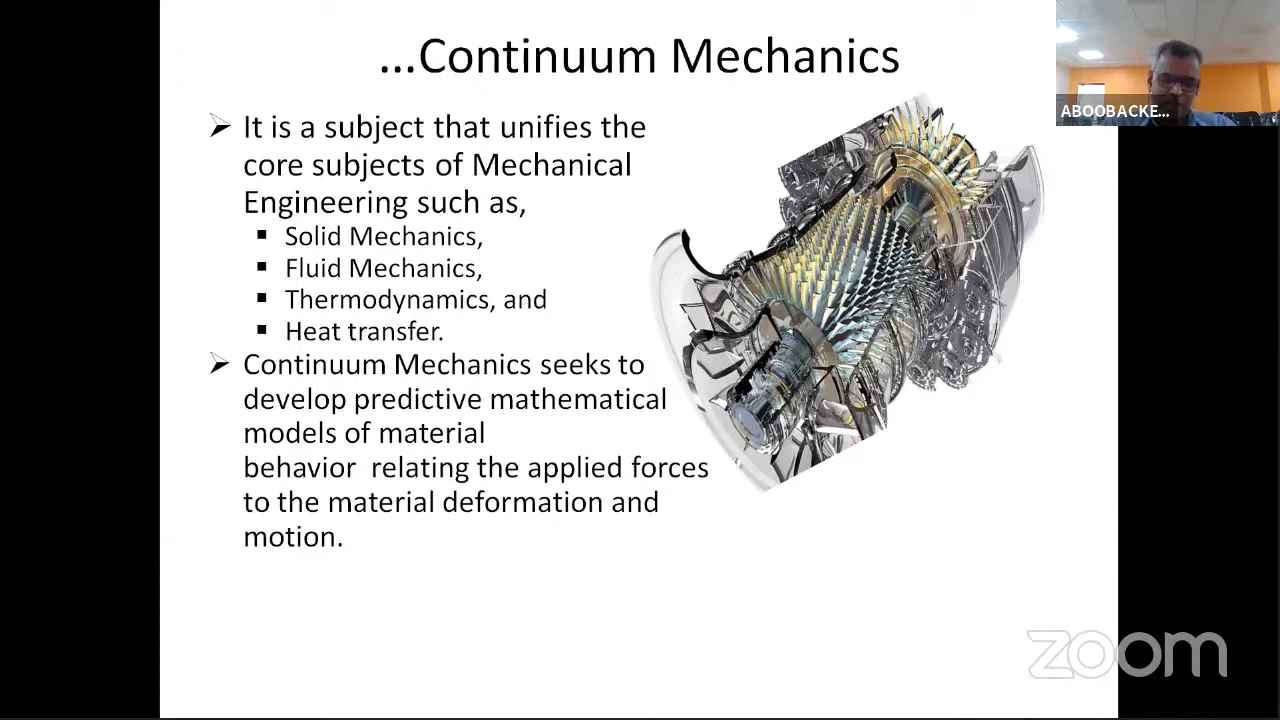 ...Continuum Mechanics
ABOOBACKE...
It is a subject that unifies the
core subjects of Mechanical
Engineering such as,
Solid Mechanics,
Fluid Mechanics,
Thermodynamics, and
Heat transfer.
Continuum Mechanics seeks to
develop predictive mathematical
models of material
behavior relating the applied forces
to the material deformation and
motion.
zoom